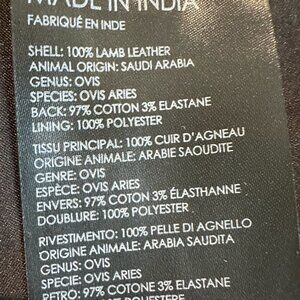 MADE IN INDIA
FABRIQUÉ EN INDE
SHELL: 100% LAMB LEATHER
ANIMAL ORIGIN: SAUDI ARABIA
GENUS: OVIS
SPECIES: OVIS ARIES
BACK: 97% COTTON 3% ELASTANE
LINING: 100% POLYESTER
TISSU PRINCIPAL: 100% CUIR D'AGNEAU
ORIGINE ANIMALE: ARABIE SAOUDITE
GENRE: OVIS
ESPÈCE: OVIS ARIES
ENVERS: 97% COTON 3% ÉLASTHANNE
DOUBLURE: 100% POLYESTER
RIVESTIMENTO: 100% PELLE DI AGNELLO
ORIGINE ANIMALE: ARABIA SAUDITA
GENUS: OVIS
SPECIE: OVIS ARIES
RETRO: 97% COTONE 3% ELASTANE